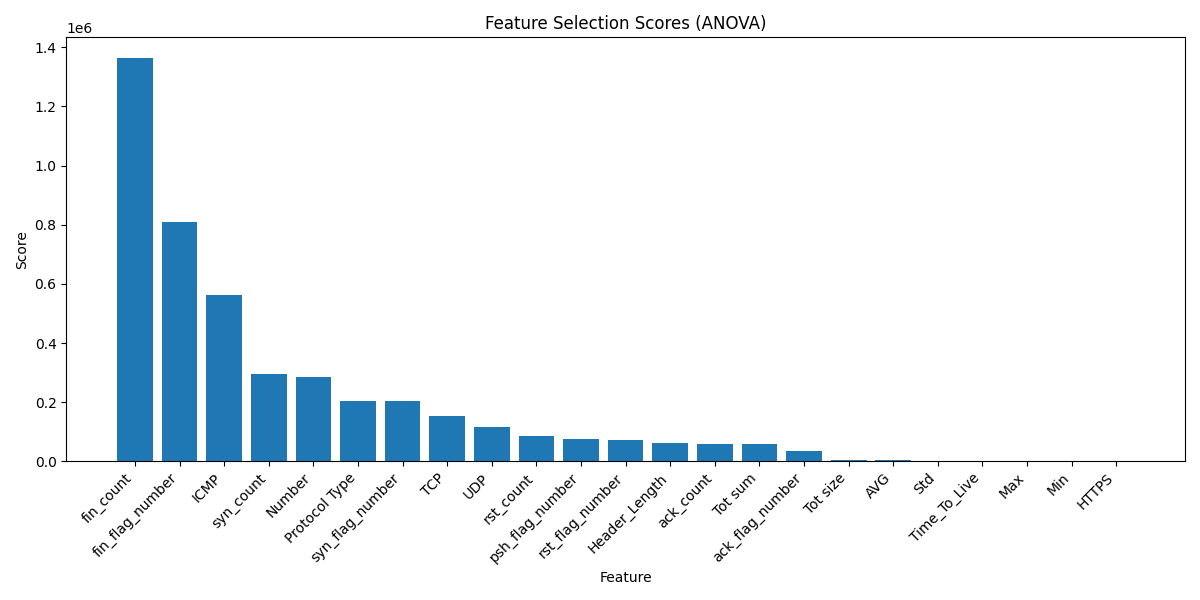 Feature Selection Scores (ANOVA)
1e6
1.4
1.2
1.0
0.8
0.6
0.4
0.2
0.0
Score
fin_count
fin_flag_number
ICMP
syn_count
Number
Protocol Type
syn_flag_number
TCP
UDP
rst_count
psh_flag_number
rst_flag_number
Header_Length
ack_count
Tot sum
ack_flag_number
Tot size
AVG
Std
Time_To_Live
Max
Min
HTTPS
Feature